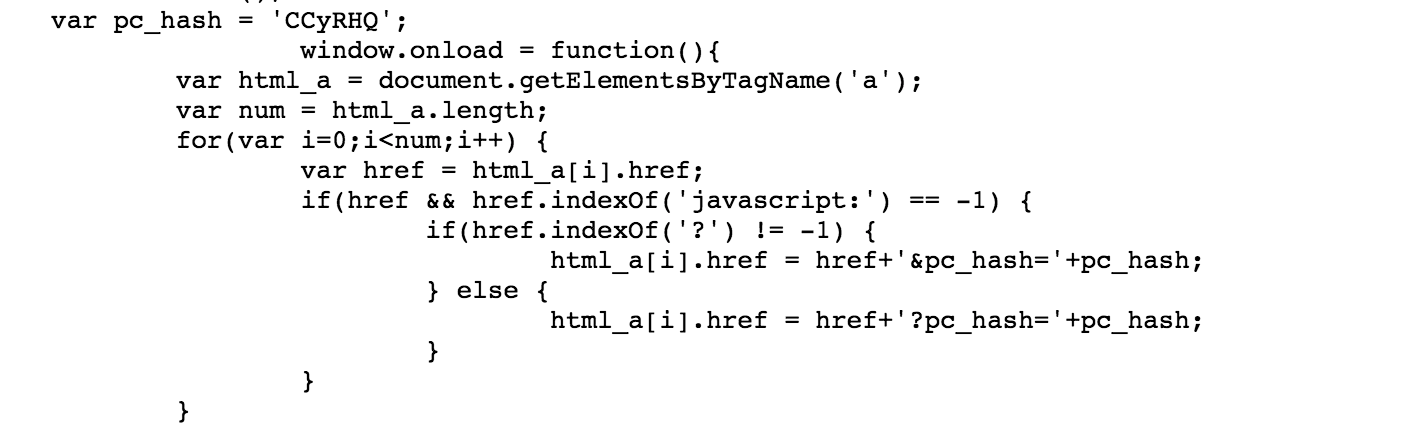 var pc_hash = 'CCyRHQ';
window.onload = function(){
var html_a = document.getElementsByTagName('a');
var num = html_a.length;
for(var i=0;i<num;i++) {
var href = html_a[i].href;
if(href && href.indexOf('javascript:') == -1) {
if(href.indexOf('?') != -1) {
html_a[i].href = href+'&pc_hash='+pc_hash;
} else {
html_a[i].href = href+'?pc_hash='+pc_hash;
}
}
}